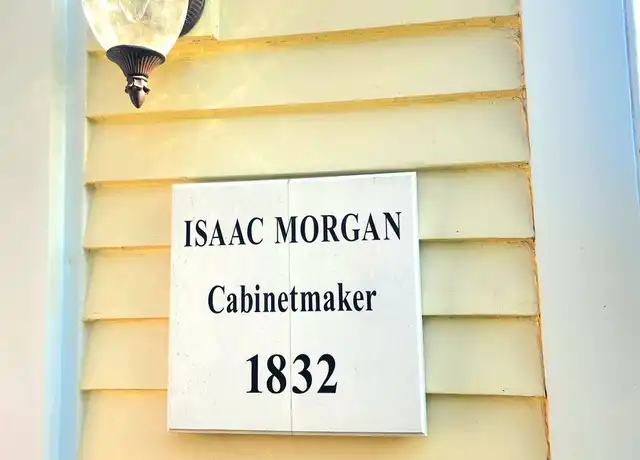 ISAAC MORGAN
Cabinetmaker
1832